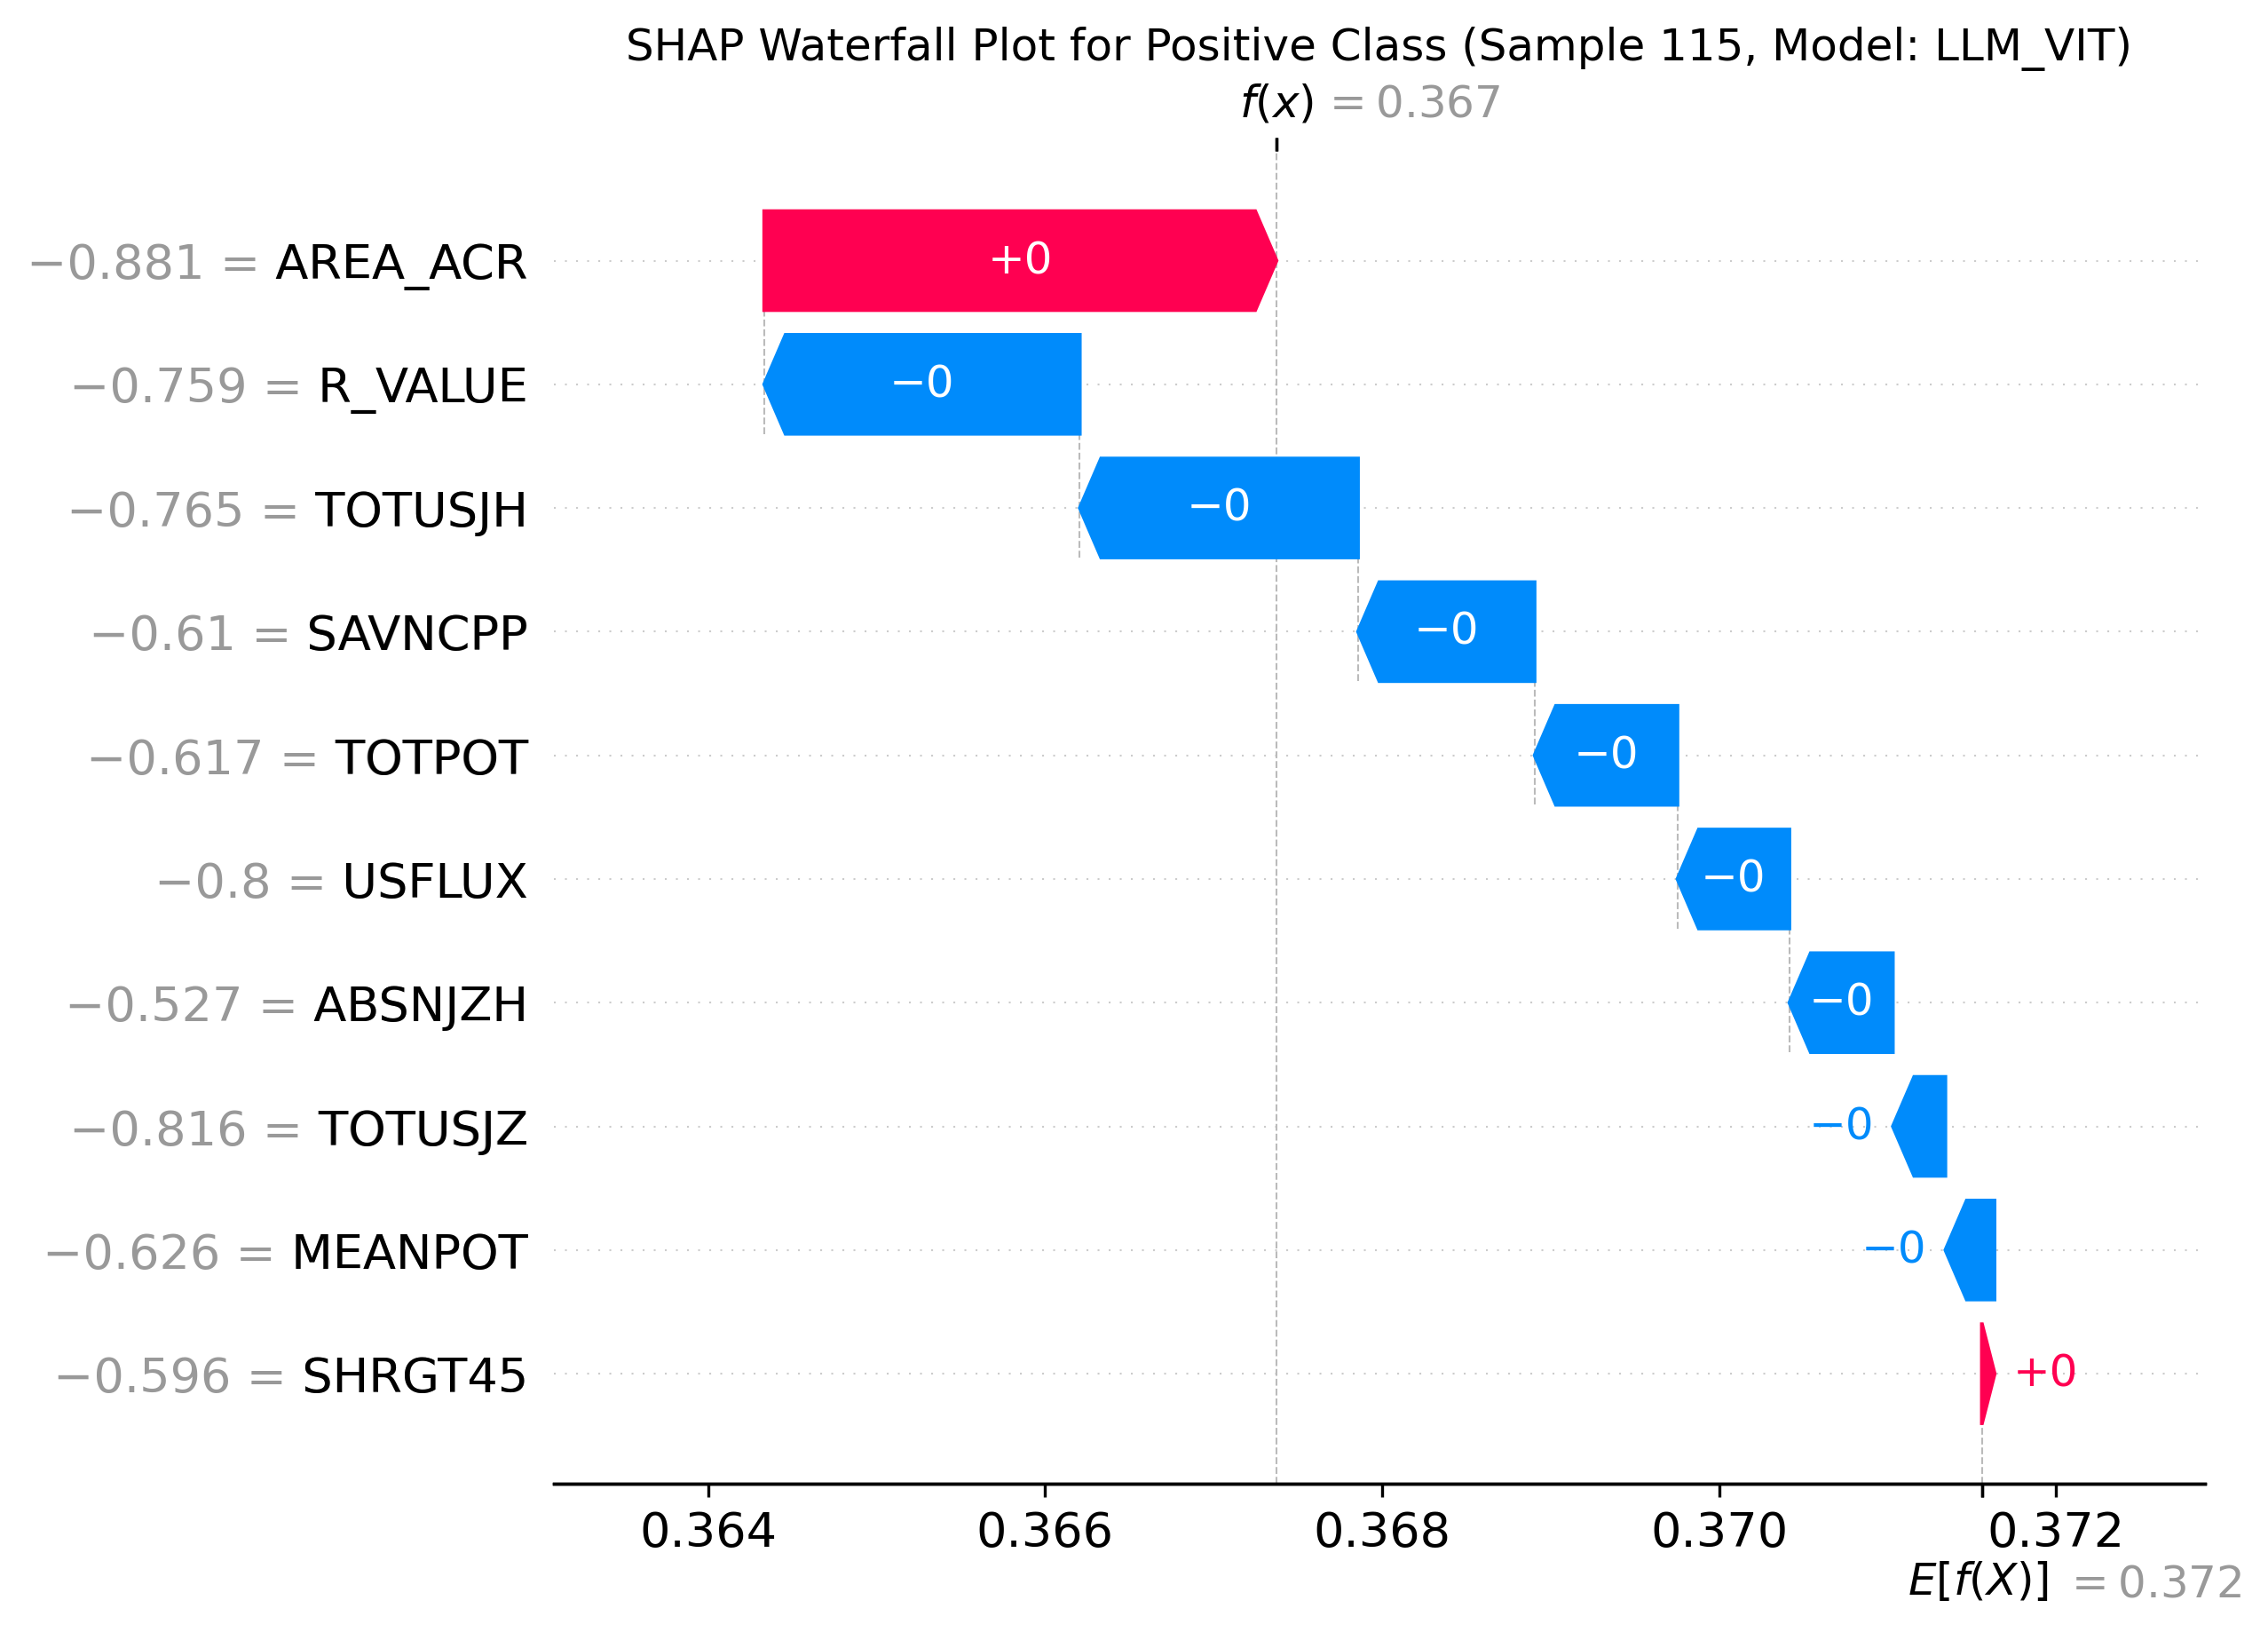 SHAP Waterfall Plot for Positive Class (Sample 115, Model: LLM_VIT)
f(x) = 0.367
−0.881 = AREA_ACR +0
−0.759 = R_VALUE −0
−0.765 = TOTUSJH −0
−0.61 = SAVNCPP −0
−0.617 = TOTPOT −0
−0.8 = USFLUX −0
−0.527 = ABSNJZH −0
−0.816 = TOTUSJZ −0
−0.626 = MEANPOT −0
−0.596 = SHRGT45 +0
0.364 0.366 0.368 0.370 0.372
E[f(X)] = 0.372